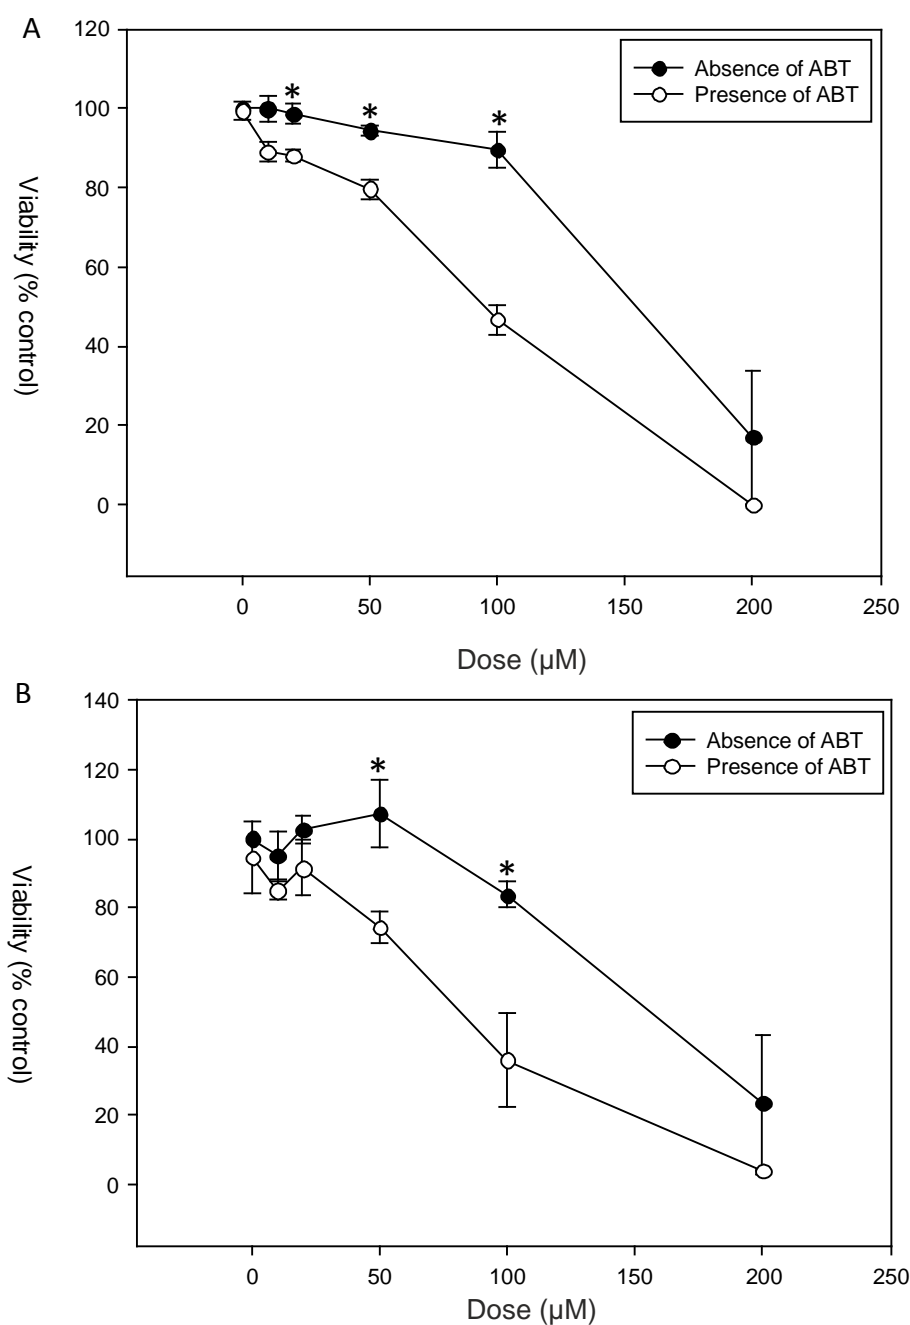 A
120
100
80
60
40
20
0
Viability (% control)
Absence of ABT
Presence of ABT
*
*
*
0 50 100 150 200 250
Dose (µM)
B
140
120
100
80
60
40
20
0
Viability (% control)
Absence of ABT
Presence of ABT
*
*
0 50 100 150 200 250
Dose (µM)